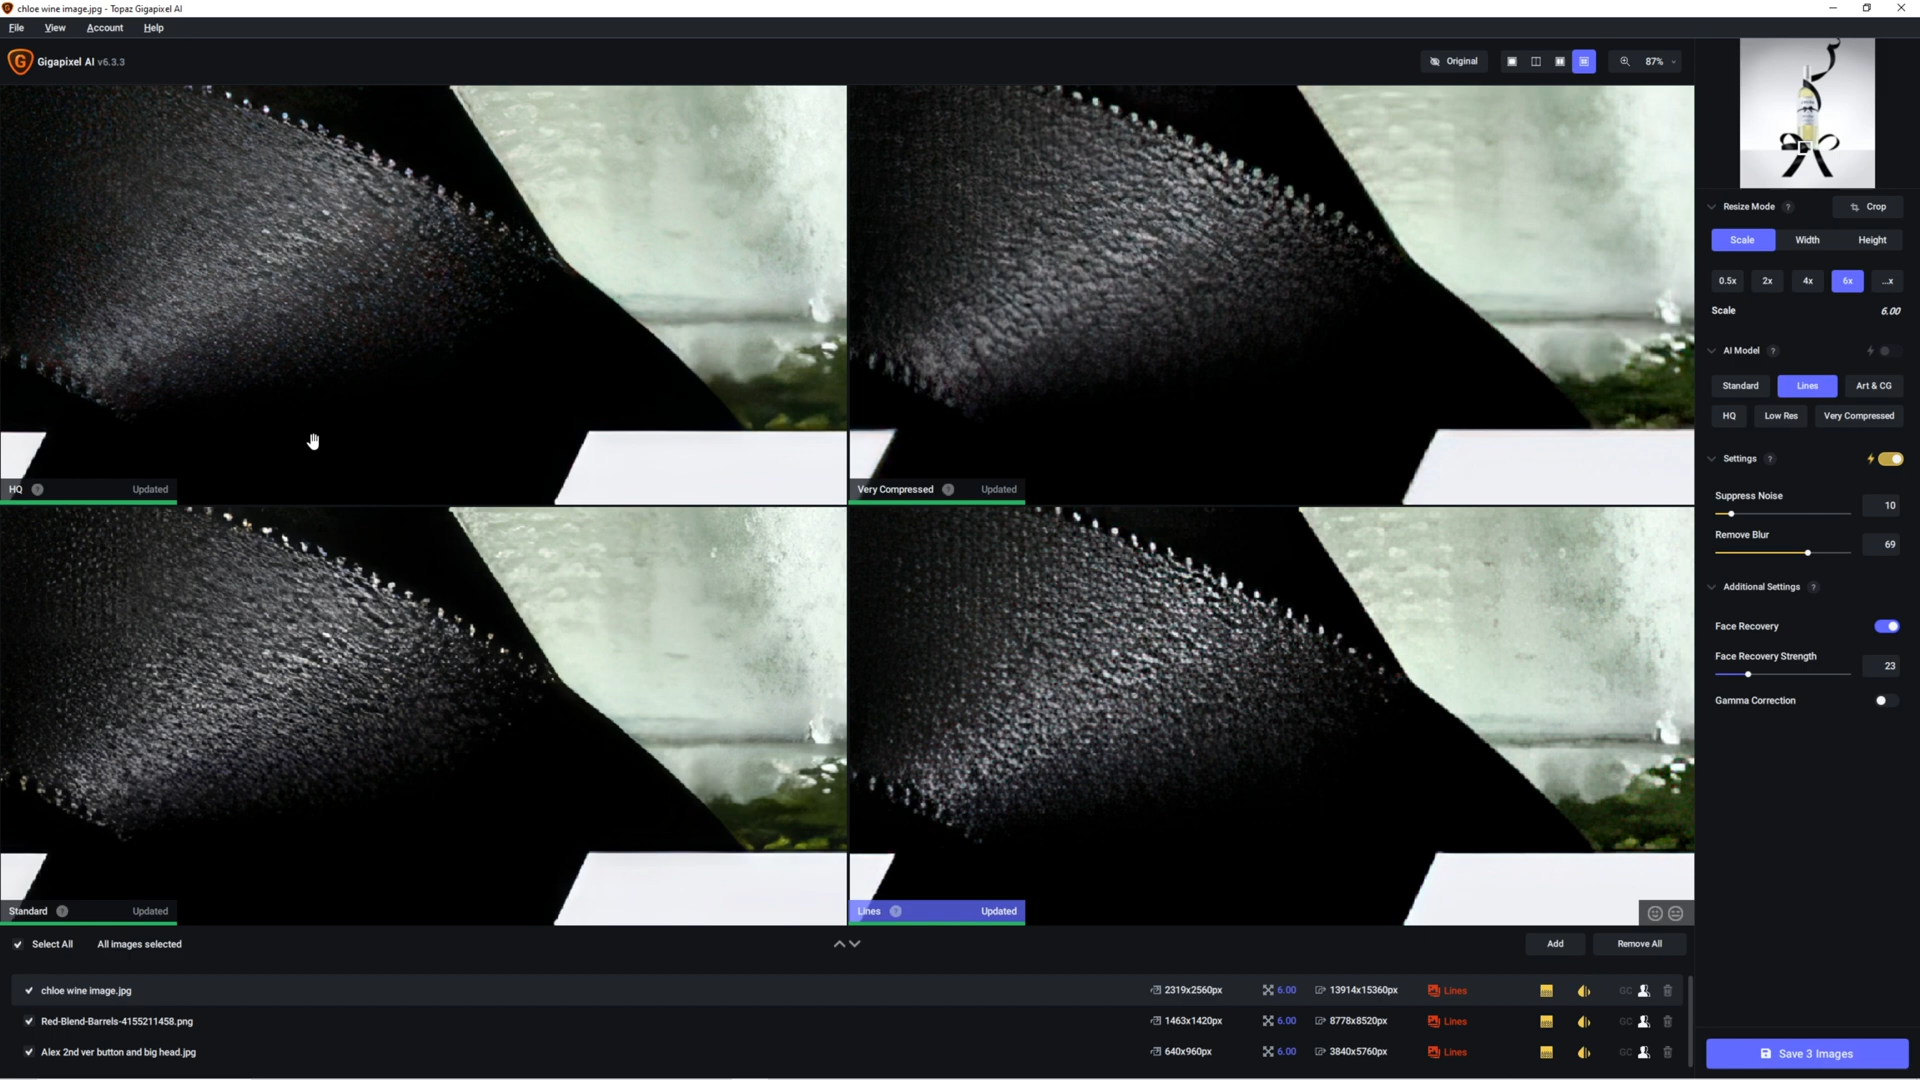 chloe wine image.jpg - Topaz Gigapixel AI
File View Account Help
Gigapixel AI v6.3.3
Original
87%
HQ ? Updated
Very Compressed ? Updated
Standard ? Updated
Lines ? Updated
Resize Mode ? Crop
Scale Width Height
0.5x 2x 4x 6x ...x
Scale 6.00
AI Model ?
Standard Lines Art & CG
HQ Low Res Very Compressed
Settings ?
Suppress Noise 10
Remove Blur 69
Additional Settings ?
Face Recovery
Face Recovery Strength 23
Gamma Correction
Select All All images selected Add Remove All
chloe wine image.jpg 2319x2560px 6.00 13914x15360px Lines GC
Red-Blend-Barrels-4155211458.png 1463x1420px 6.00 8778x8520px Lines GC
Alex 2nd ver button and big head.jpg 640x960px 6.00 3840x5760px Lines GC
Save 3 Images